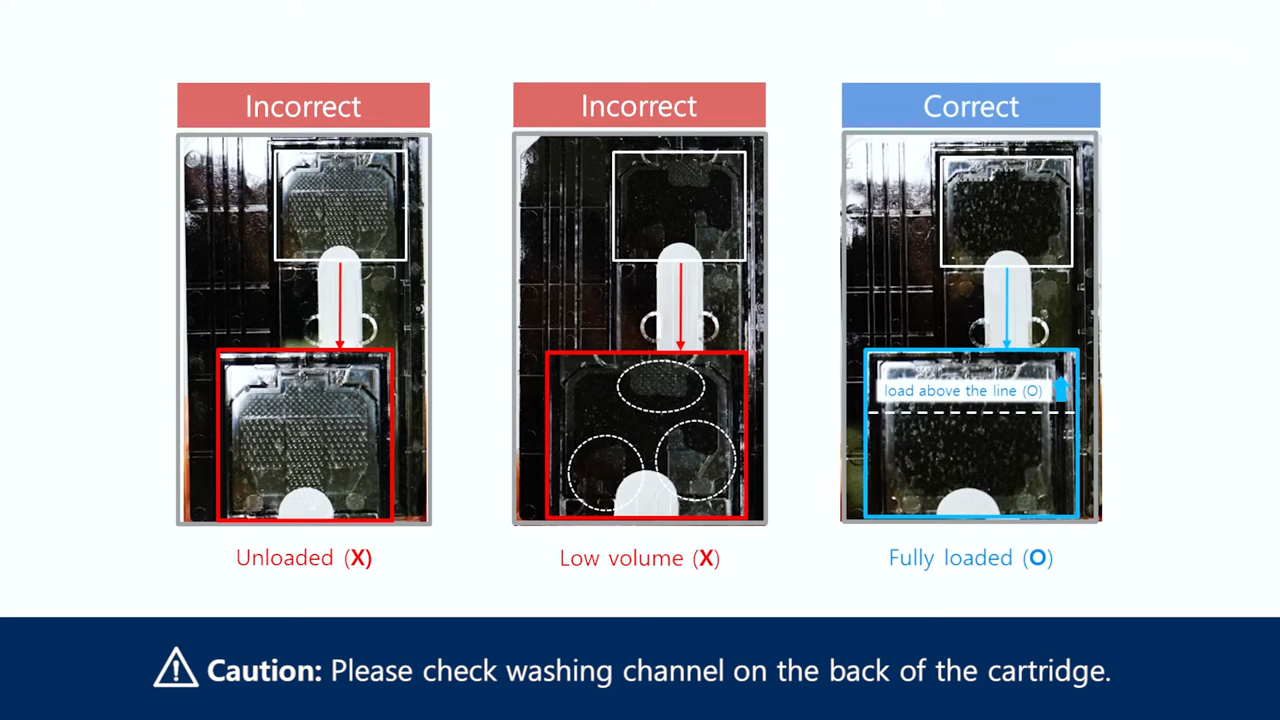 Incorrect
Incorrect
Correct
load above the line (O)
Unloaded (X)
Low volume (X)
Fully loaded (O)
Caution: Please check washing channel on the back of the cartridge.